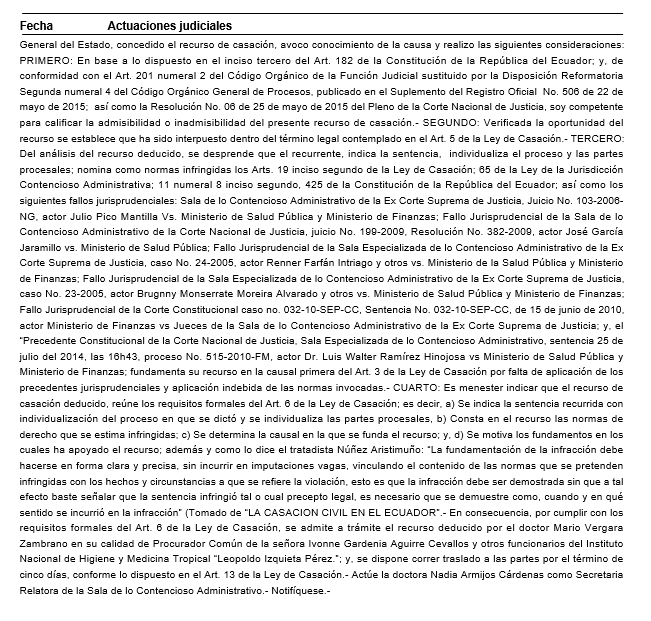 Fecha Actuaciones judiciales
General del Estado, concedido el recurso de casación, avoco conocimiento de la causa y realizo las siguientes consideraciones:
PRIMERO: En base a lo dispuesto en el inciso tercero del Art. 182 de la Constitución de la República del Ecuador; y, de
conformidad con el Art. 201 numeral 2 del Código Orgánico de la Función Judicial sustituido por la Disposición Reformatoria
Segunda numeral 4 del Código Orgánico General de Procesos, publicado en el Suplemento del Registro Oficial No. 506 de 22 de
mayo de 2015; así como la Resolución No. 06 de 25 de mayo de 2015 del Pleno de la Corte Nacional de Justicia, soy competente
para calificar la admisibilidad o inadmisibilidad del presente recurso de casación.- SEGUNDO: Verificada la oportunidad del
recurso se establece que ha sido interpuesto dentro del término legal contemplado en el Art. 5 de la Ley de Casación.- TERCERO:
Del análisis del recurso deducido, se desprende que el recurrente, indica la sentencia, individualiza el proceso y las partes
procesales; nomina como normas infringidas los Arts. 19 inciso segundo de la Ley de Casación; 65 de la Ley de la Jurisdicción
Contencioso Administrativa; 11 numeral 8 inciso segundo, 425 de la Constitución de la República del Ecuador; así como los
siguientes fallos jurisprudenciales: Sala de lo Contencioso Administrativo de la Ex Corte Suprema de Justicia, Juicio No. 103-2006-
NG, actor Julio Pico Mantilla Vs. Ministerio de Salud Pública y Ministerio de Finanzas; Fallo Jurisprudencial de la Sala de lo
Contencioso Administrativo de la Corte Nacional de Justicia, juicio No. 199-2009, Resolución No. 382-2009, actor José García
Jaramillo vs. Ministerio de Salud Pública; Fallo Jurisprudencial de la Sala Especializada de lo Contencioso Administrativo de la Ex
Corte Suprema de Justicia, caso No. 24-2005, actor Renner Farfán Intriago y otros vs. Ministerio de la Salud Pública y Ministerio
de Finanzas; Fallo Jurisprudencial de la Sala Especializada de lo Contencioso Administrativo de la Ex Corte Suprema de Justicia,
caso No. 23-2005, actor Brugnny Monserrate Moreira Alvarado y otros vs. Ministerio de Salud Pública y Ministerio de Finanzas;
Fallo Jurisprudencial de la Corte Constitucional caso no. 032-10-SEP-CC, Sentencia No. 032-10-SEP-CC, de 15 de junio de 2010,
actor Ministerio de Finanzas vs Jueces de la Sala de lo Contencioso Administrativo de la Ex Corte Suprema de Justicia; y, el
“Precedente Constitucional de la Corte Nacional de Justicia, Sala Especializada de lo Contencioso Administrativo, sentencia 25 de
julio del 2014, las 16h43, proceso No. 515-2010-FM, actor Dr. Luis Walter Ramírez Hinojosa vs Ministerio de Salud Pública y
Ministerio de Finanzas; fundamenta su recurso en la causal primera del Art. 3 de la Ley de Casación por falta de aplicación de los
precedentes jurisprudenciales y aplicación indebida de las normas invocadas.- CUARTO: Es menester indicar que el recurso de
casación deducido, reúne los requisitos formales del Art. 6 de la Ley de Casación; es decir, a) Se indica la sentencia recurrida con
individualización del proceso en que se dictó y se individualiza las partes procesales, b) Consta en el recurso las normas de
derecho que se estima infringidas; c) Se determina la causal en la que se funda el recurso; y, d) Se motiva los fundamentos en los
cuales ha apoyado el recurso; además y como lo dice el tratadista Núñez Aristimuño: “La fundamentación de la infracción debe
hacerse en forma clara y precisa, sin incurrir en imputaciones vagas, vinculando el contenido de las normas que se pretenden
infringidas con los hechos y circunstancias a que se refiere la violación, esto es que la infracción debe ser demostrada sin que a tal
efecto baste señalar que la sentencia infringió tal o cual precepto legal, es necesario que se demuestre como, cuando y en qué
sentido se incurrió en la infracción” (Tomado de “LA CASACION CIVIL EN EL ECUADOR”.- En consecuencia, por cumplir con los
requisitos formales del Art. 6 de la Ley de Casación, se admite a trámite el recurso deducido por el doctor Mario Vergara
Zambrano en su calidad de Procurador Común de la señora Ivonne Gardenia Aguirre Cevallos y otros funcionarios del Instituto
Nacional de Higiene y Medicina Tropical “Leopoldo Izquieta Pérez.”; y, se dispone correr traslado a las partes por el término de
cinco días, conforme lo dispuesto en el Art. 13 de la Ley de Casación.- Actúe la doctora Nadia Armijos Cárdenas como Secretaria
Relatora de la Sala de lo Contencioso Administrativo.- Notifíquese.-